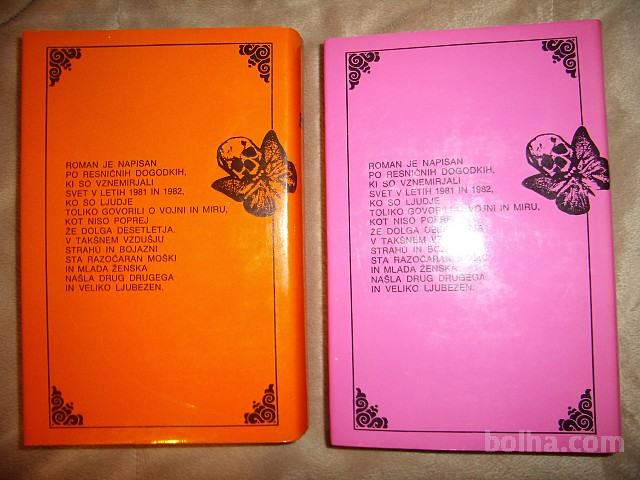 ROMAN JE NAPISAN
PO RESNIČNIH DOGODKIH,
KI SO VZNEMIRJALI
SVET V LETIH 1981 IN 1982,
KO SO LJUDJE
TOLIKO GOVORILI O VOJNI IN MIRU,
KOT NISO POPREJ
ŽE DOLGA DESETLETJA.
V TAKŠNEM VZDUŠJU
STRAHU IN BOJAZNI
STA RAZOČARAN MOŠKI
IN MLADA ŽENSKA
NAŠLA DRUG DRUGEGA
IN VELIKO LJUBEZEN.
ROMAN JE NAPISAN
PO RESNIČNIH DOGODKIH,
KI SO VZNEMIRJALI
SVET V LETIH 1981 IN 1982,
KO SO LJUDJE
TOLIKO GOVORILI O VOJNI IN MIRU,
KOT NISO POPREJ
ŽE DOLGA
V TAKŠNEM
STRAHU IN
STA RAZOČARAN
IN MLADA ŽENSKA
NAŠLA DRUG DRUGEGA
IN VELIKO LJUBEZEN.
bolha.com